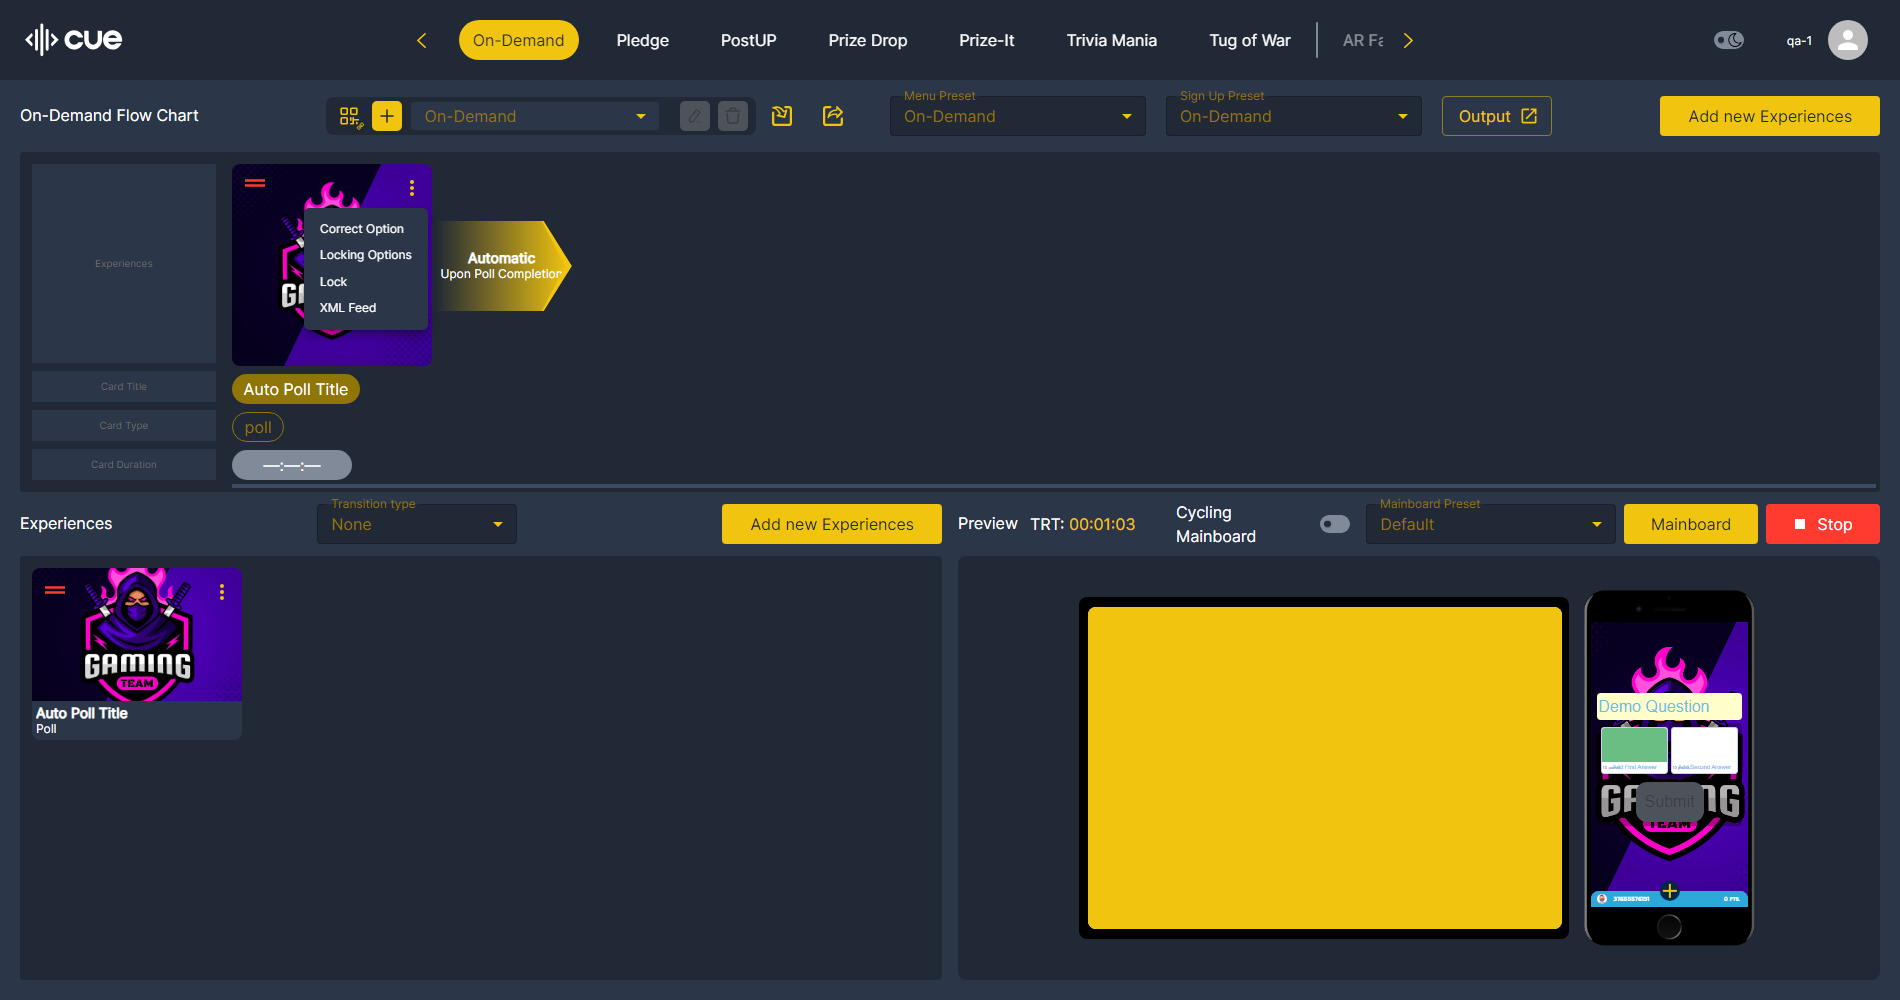 cue
On-Demand
Pledge
PostUP
Prize Drop
Prize-It
Trivia Mania
Tug of War
AR Fa
qa-1
On-Demand Flow Chart
On-Demand
Menu Preset
On-Demand
Sign Up Preset
On-Demand
Output
Add new Experiences
Experiences
Correct Option
Locking Options
Lock
XML Feed
Automatic
Upon Poll Completion
Card Title
Auto Poll Title
Card Type
poll
Card Duration
—:—:—
Experiences
Transition type
None
Add new Experiences
Preview
TRT: 00:01:03
Cycling
Mainboard
Mainboard Preset
Default
Mainboard
Stop
GAMING
TEAM
Auto Poll Title
Poll
Demo Question
Add First Answer
Add Second Answer
Submit
TEAM
0 PTS.